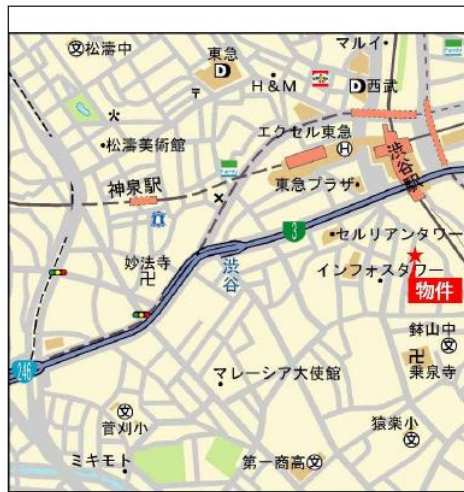 松濤中
東急
マルイ
H&M
西武
松濤美術館
エクセル東急
渋谷駅
神泉駅
東急プラザ
3
セルリアンタワー
妙法寺
渋谷
インフォスタワー
物件
246
鉢山中
マレーシア大使館
乗泉寺
菅刈小
猿楽小
ミキモト
第一商高